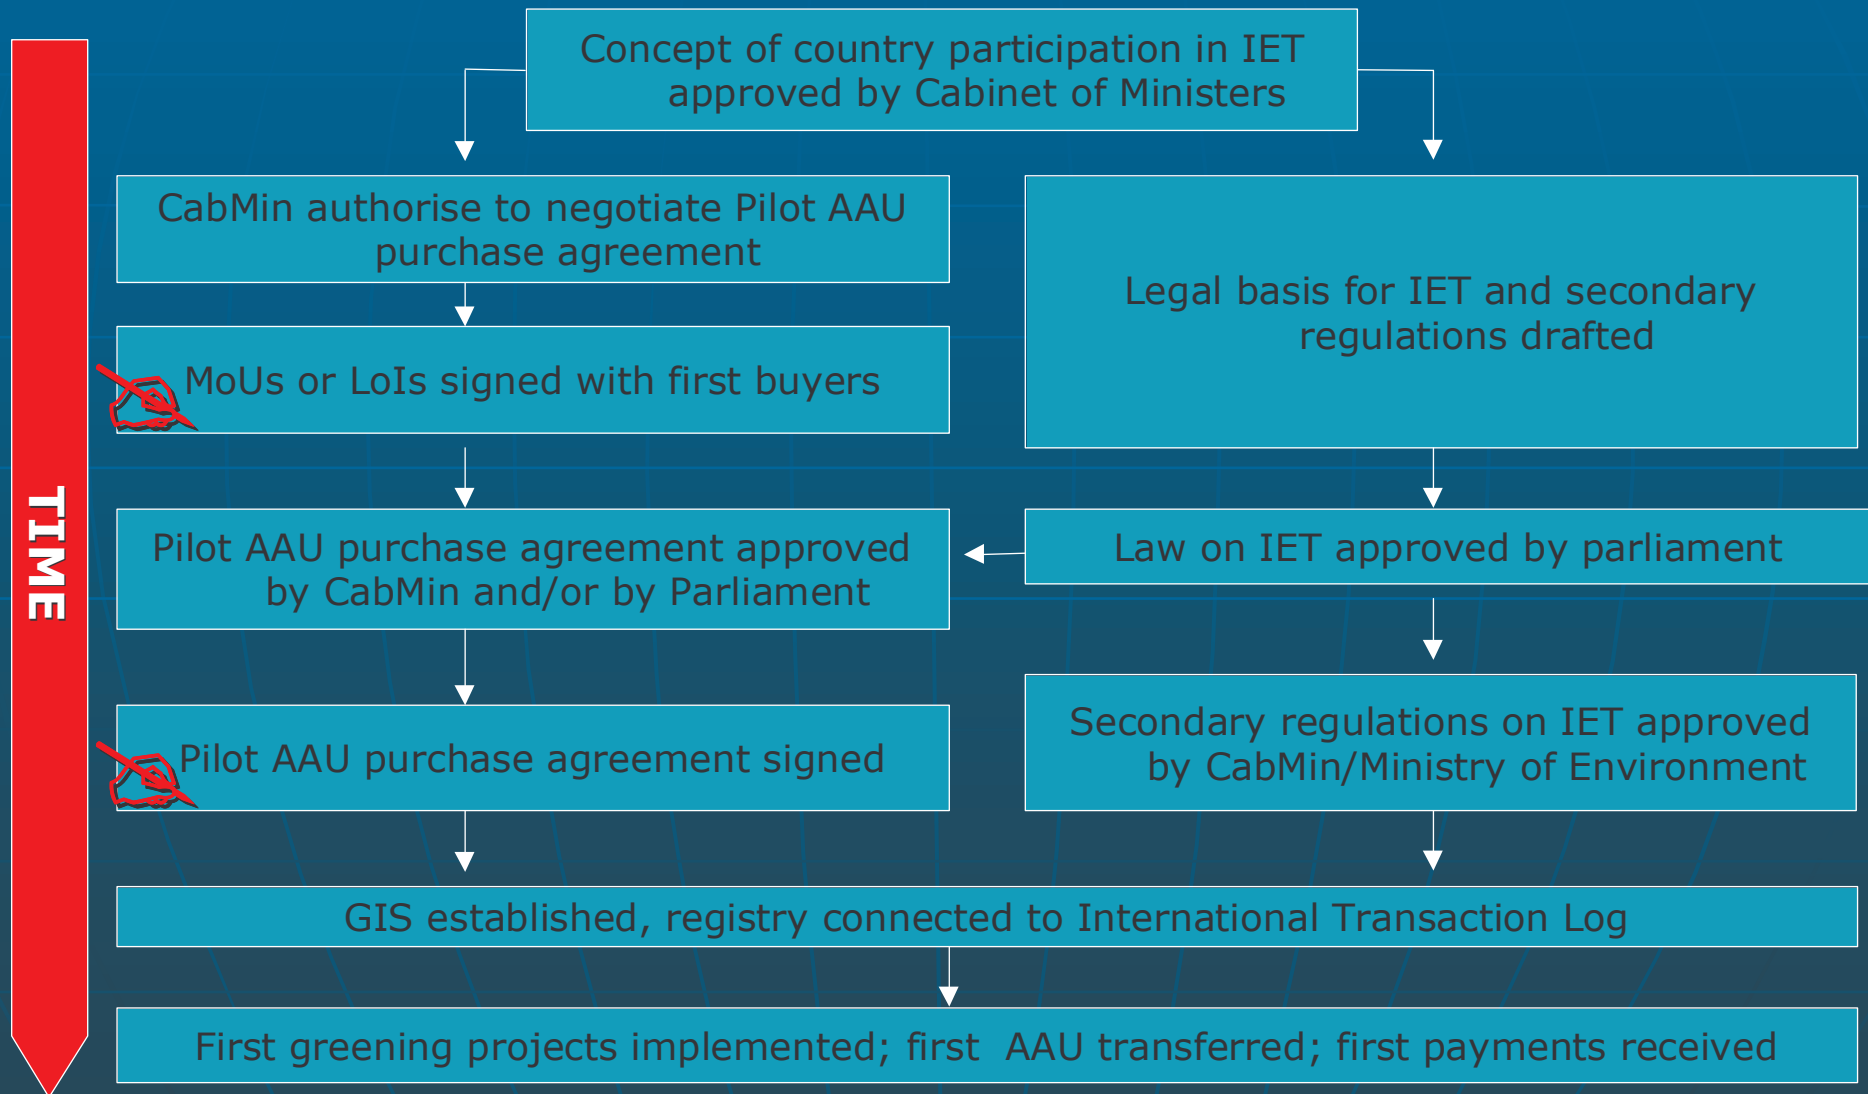 Concept of country participation in IET
approved by Cabinet of Ministers
CabMin authorise to negotiate Pilot AAU
purchase agreement
Legal basis for IET and secondary
regulations drafted
MoUs or LoIs signed with first buyers
TIME
Pilot AAU purchase agreement approved
by CabMin and/or by Parliament
Law on IET approved by parliament
Pilot AAU purchase agreement signed
Secondary regulations on IET approved
by CabMin/Ministry of Environment
GIS established, registry connected to International Transaction Log
First greening projects implemented; first AAU transferred; first payments received